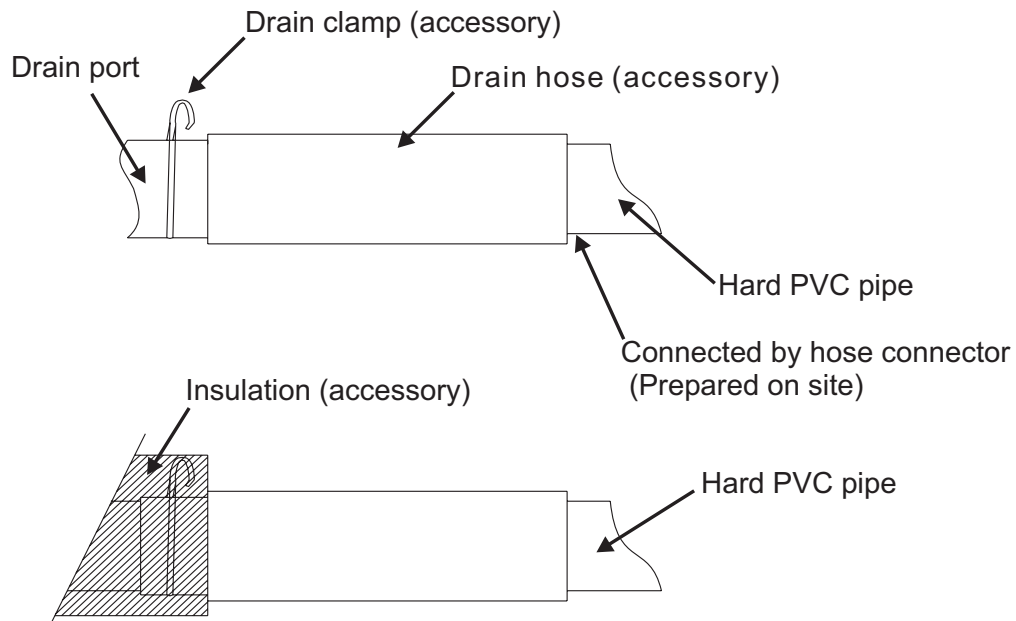 Drain clamp (accessory)
Drain port
Drain hose (accessory)
Hard PVC pipe
Connected by hose connector
(Prepared on site)
Insulation (accessory)
Hard PVC pipe